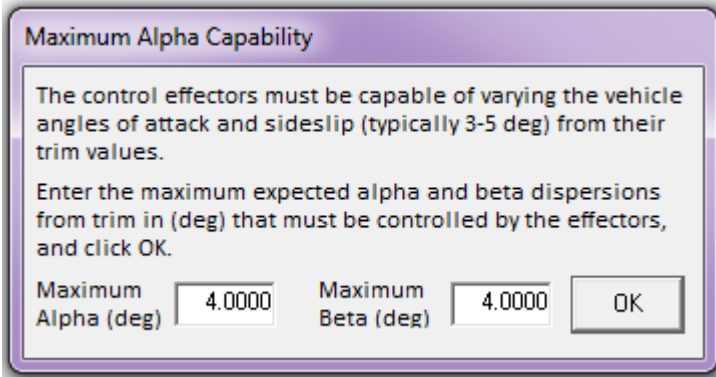 Maximum Alpha Capability
The control effectors must be capable of varying the vehicle
angles of attack and sideslip (typically 3-5 deg) from their
trim values.
Enter the maximum expected alpha and beta dispersions
from trim in (deg) that must be controlled by the effectors,
and click OK.
Maximum
Alpha (deg)
4.0000
Maximum
Beta (deg)
4.0000
OK